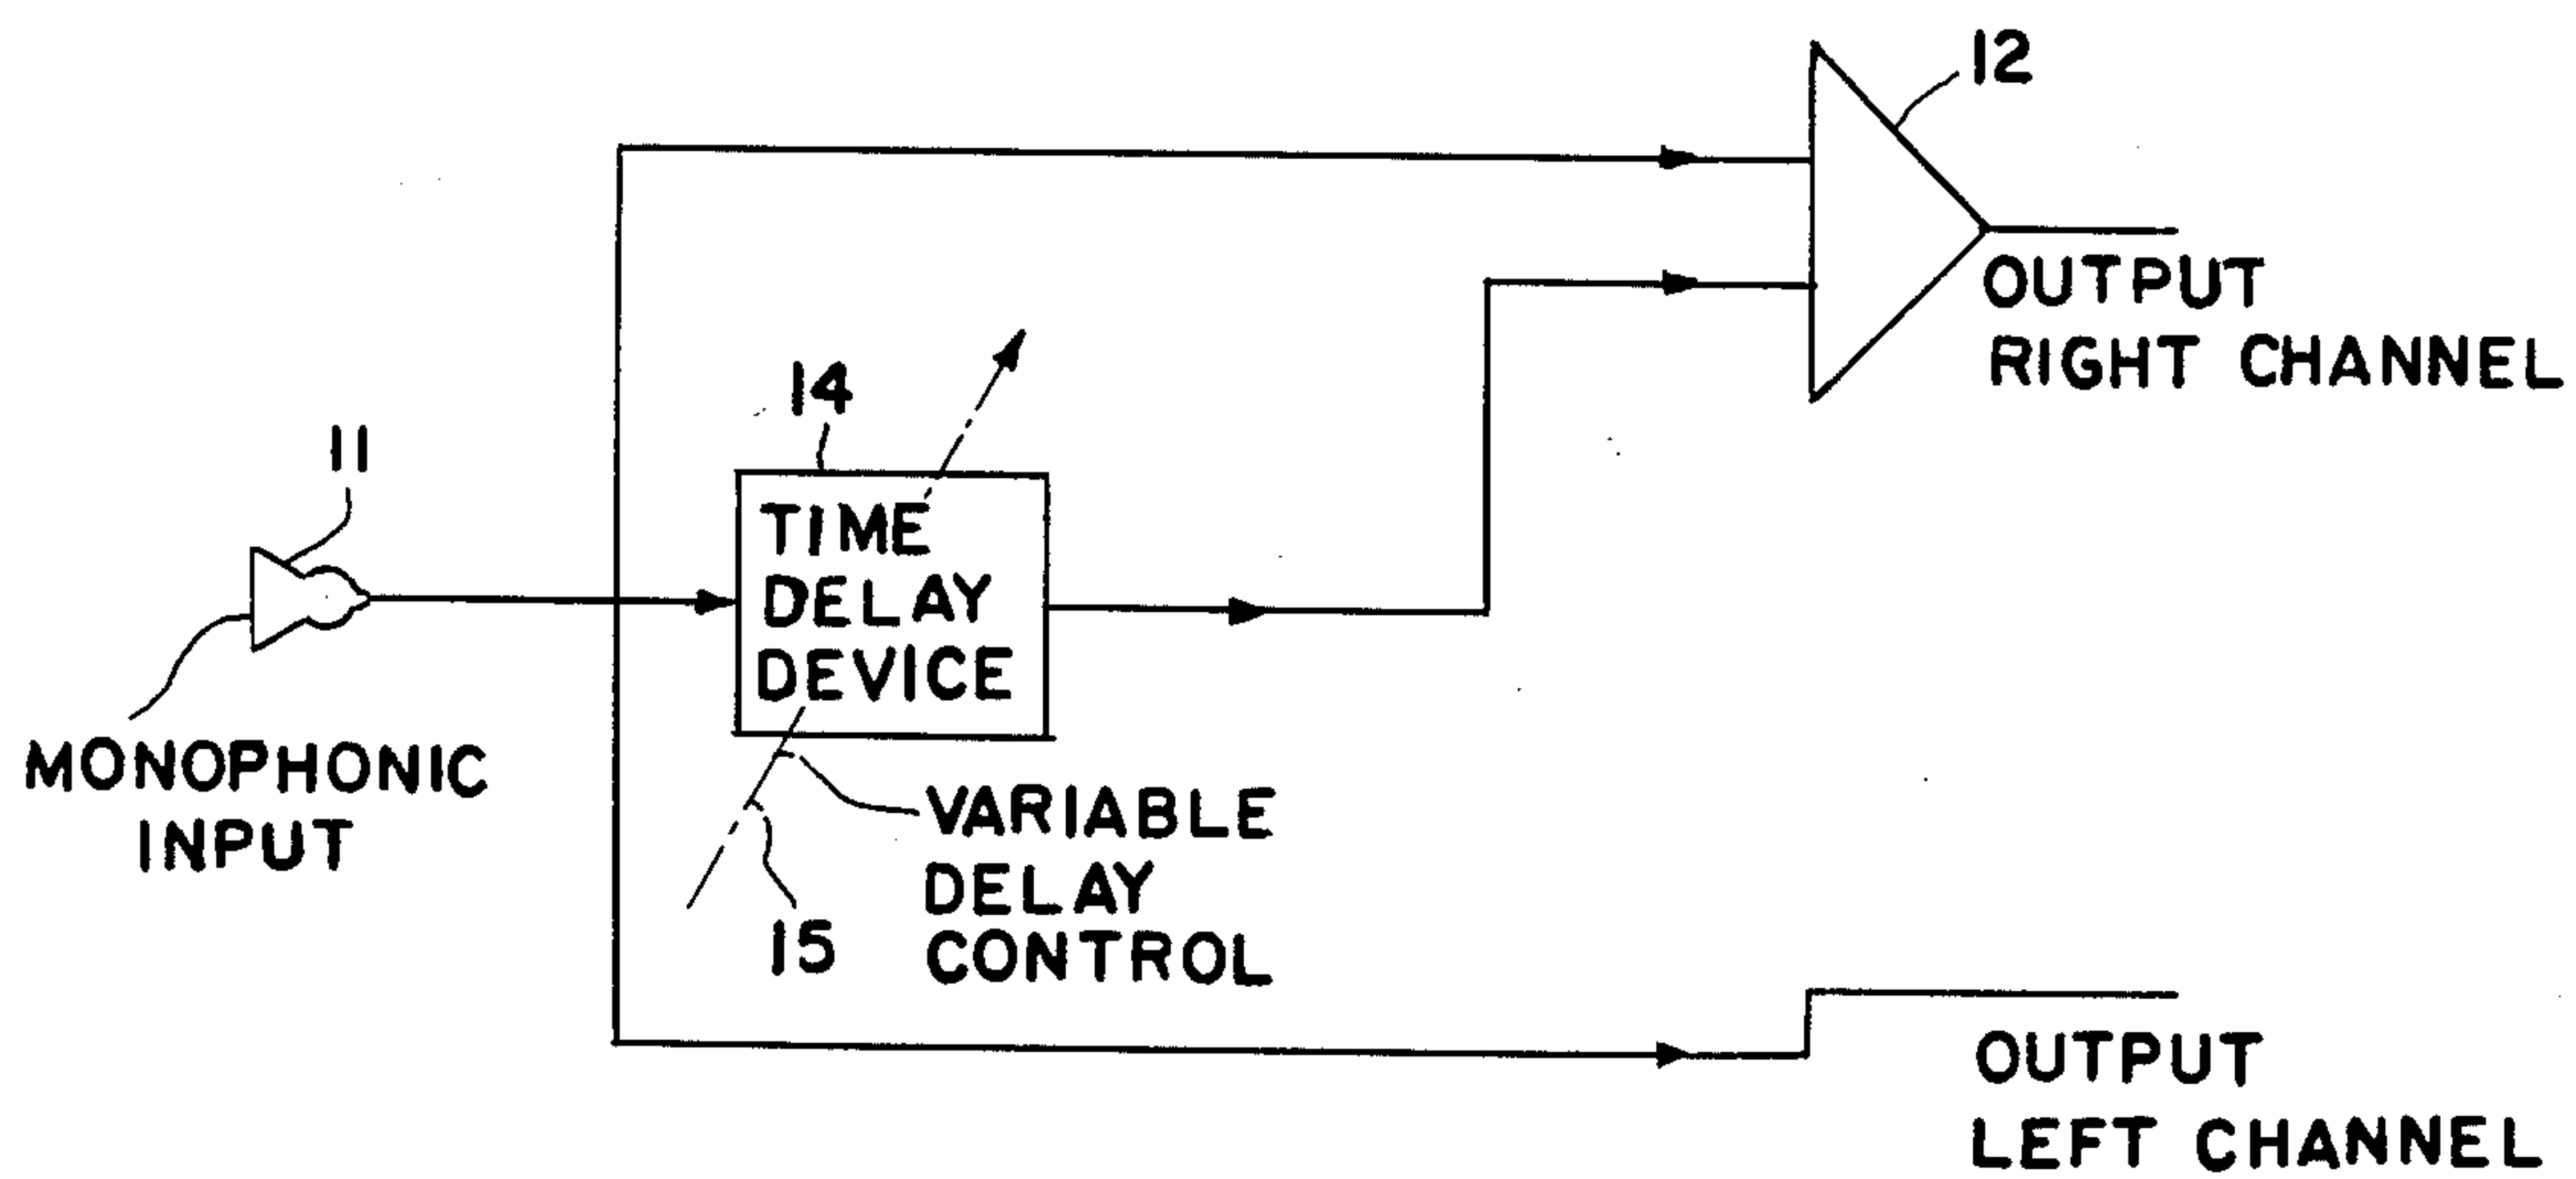 12
OUTPUT
RIGHT CHANNEL
14
11
TIME
DELAY
DEVICE
MONOPHONIC
INPUT
VARIABLE
DELAY
CONTROL
15
OUTPUT
LEFT CHANNEL